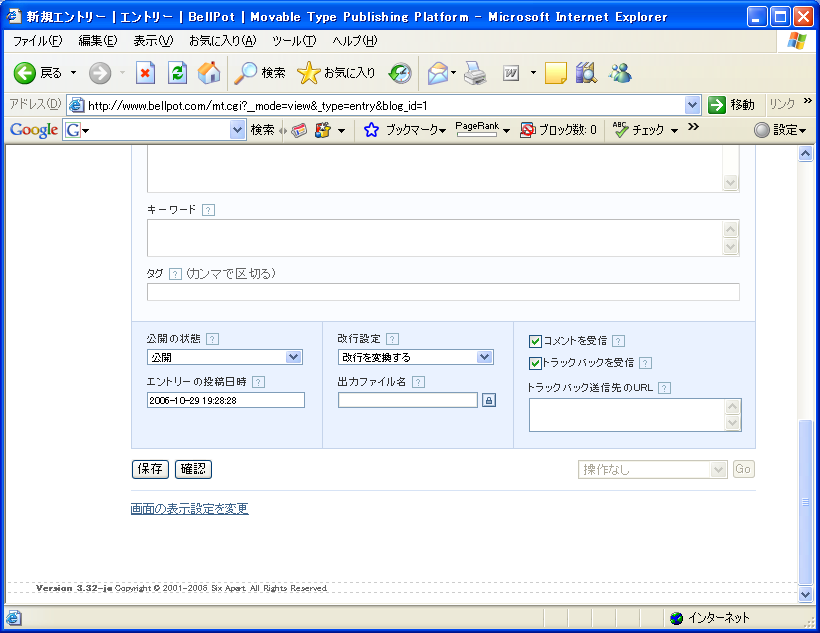 新規エントリー | エントリー | BellPot | Movable Type Publishing Platform - Microsoft Internet Explorer
ファイル(F) 編集(E) 表示(V) お気に入り(A) ツール(T) ヘルプ(H)
戻る 検索 お気に入り
アドレス(D) http://www.bellpot.com/mt.cgi?_mode=view&_type=entry&blog_id=1 移動 リンク »
Google G 検索 ブックマーク PageRank ブロック数: 0 ABC チェック » 設定
キーワード ?
タグ ? (カンマで区切る)
公開の状態 ? 改行設定 ? コメントを受信 ?
公開 改行を変換する トラックバックを受信 ?
エントリーの投稿日時 ? 出力ファイル名 ? トラックバック送信先のURL ?
2006-10-29 19:28:28
保存 確認 操作なし Go
画面の表示設定を変更
Version 3.32-ja Copyright © 2001-2006 Six Apart. All Rights Reserved.
インターネット